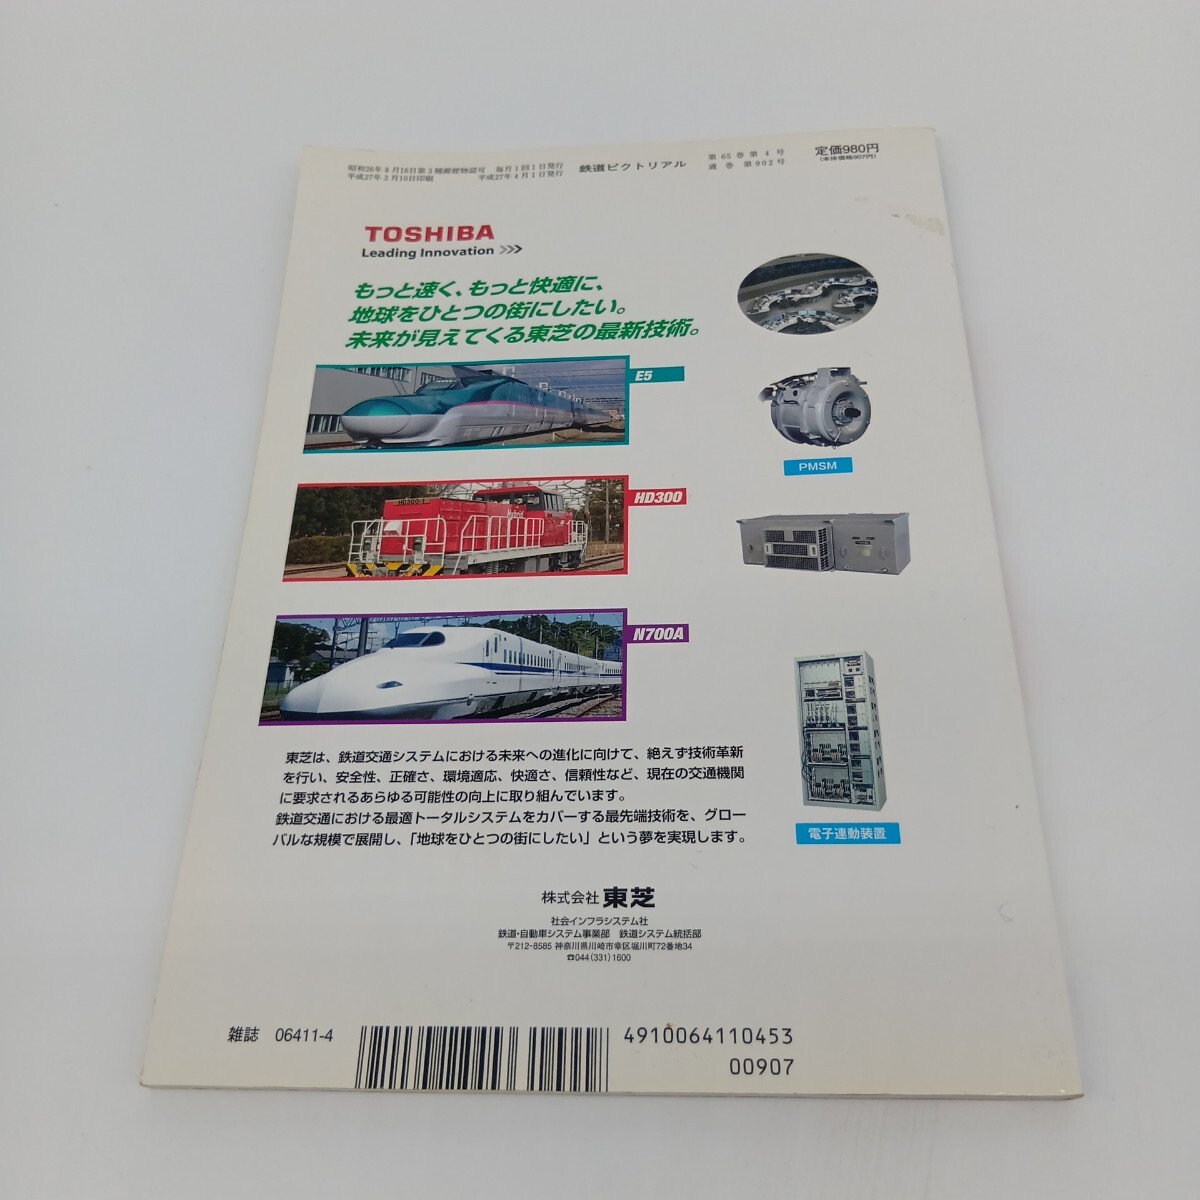 昭和26年8月16日第3種郵便物認可 毎月1回1日発行
平成27年3月10日印刷 平成27年4月1日発行
鉄道ピクトリアル
第65巻第4号
通巻 第902号
定価980円
(本体価格907円)
TOSHIBA
Leading Innovation >>>
もっと速く、もっと快適に、
地球をひとつの街にしたい。
未来が見えてくる東芝の最新技術。
E5
PMSM
HD300
HD300-1
Hybrid
N700A
電子連動装置
東芝は、鉄道交通システムにおける未来への進化に向けて、絶えず技術革新
を行い、安全性、正確さ、環境適応、快適さ、信頼性など、現在の交通機関
に要求されるあらゆる可能性の向上に取り組んでいます。
鉄道交通における最適トータルシステムをカバーする最先端技術を、グロー
バルな規模で展開し、「地球をひとつの街にしたい」という夢を実現します。
株式会社 東芝
社会インフラシステム社
鉄道・自動車システム事業部 鉄道システム統括部
〒212-8585 神奈川県川崎市幸区堀川町72番地34
☎044(331)1600
雑誌 06411-4
4910064110453
00907